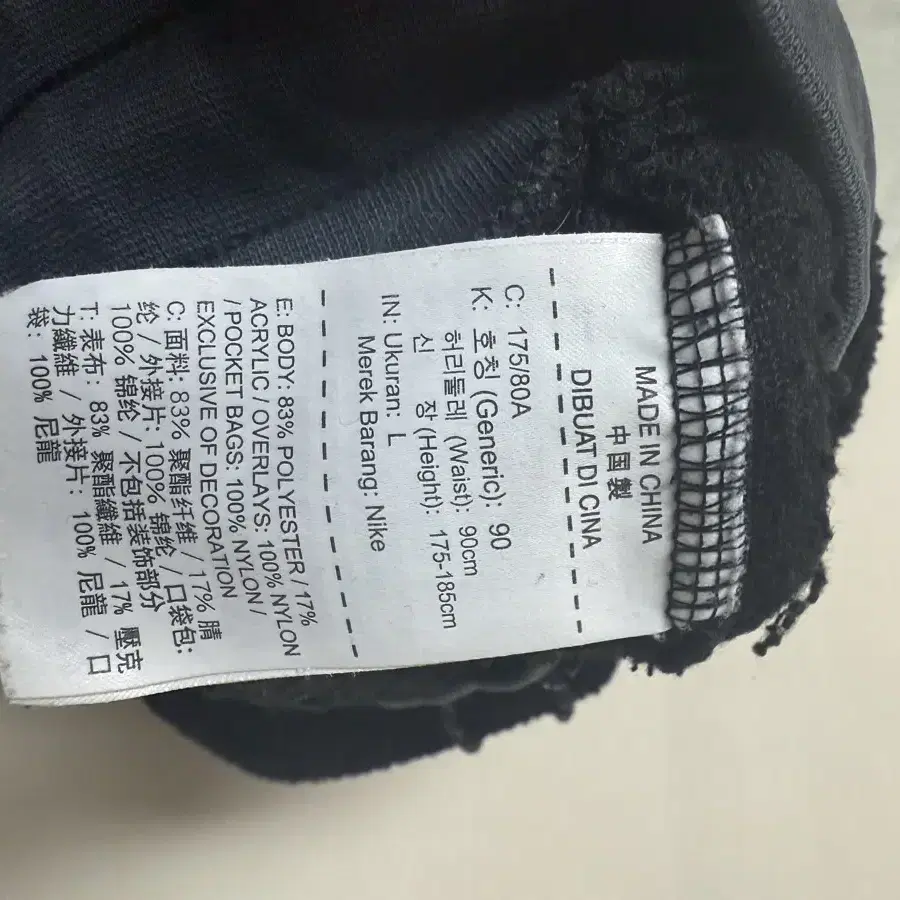 MADE IN CHINA
中国製
DIBUAT DI CINA
C: 175/80A
K: 호칭 (Generic): 90
허리둘레 (Waist): 90cm
신 장 (Height): 175-185cm
IN: Ukuran: L
Merek Barang: Nike
E: BODY: 83% POLYESTER / 17%
ACRYLIC / OVERLAYS: 100% NYLON
/ POCKET BAGS: 100% NYLON /
EXCLUSIVE OF DECORATION
C: 面料: 83% 聚酯纤维 / 17% 腈
纶 / 外接片: 100% 锦纶 / 口袋包:
100% 锦纶 / 不包括装饰部分
T: 表布: 83% 聚酯纖維 / 17% 壓克
力纖維 / 外接片: 100% 尼龍 / 口
袋: 100% 尼龍